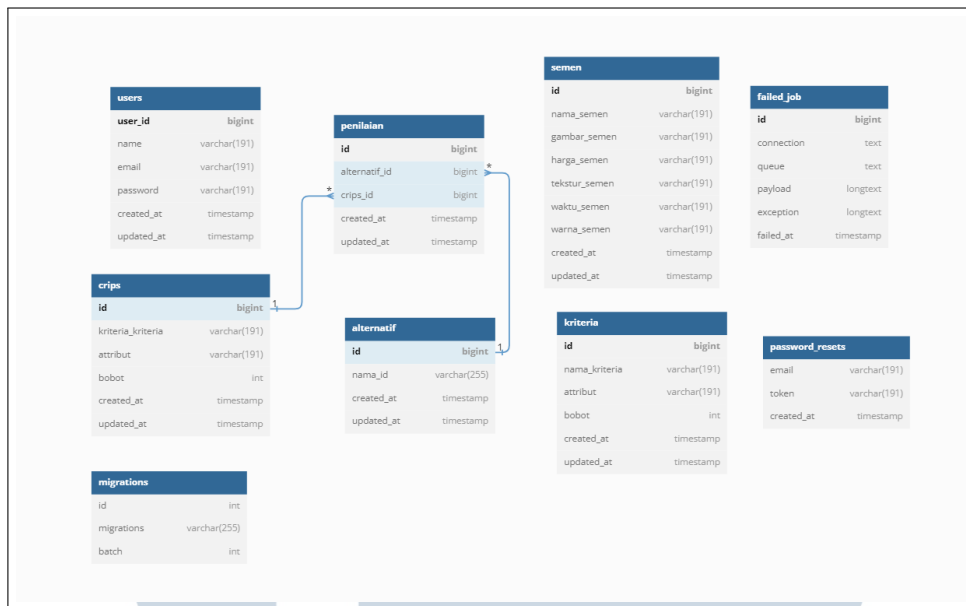 users
user_id bigint
name varchar(191)
email varchar(191)
password varchar(191)
created_at timestamp
updated_at timestamp
penilaian
id bigint
alternatif_id bigint
crips_id bigint
created_at timestamp
updated_at timestamp
*
*
semen
id bigint
nama_semen varchar(191)
gambar_semen varchar(191)
harga_semen varchar(191)
tekstur_semen varchar(191)
waktu_semen varchar(191)
warna_semen varchar(191)
created_at timestamp
updated_at timestamp
failed_job
id bigint
connection text
queue text
payload longtext
exception longtext
failed_at timestamp
crips
id bigint
kriteria_kriteria varchar(191)
attribut varchar(191)
bobot int
created_at timestamp
updated_at timestamp
1
alternatif
id bigint
nama_id varchar(255)
created_at timestamp
updated_at timestamp
1
kriteria
id bigint
nama_kriteria varchar(191)
attribut varchar(191)
bobot int
created_at timestamp
updated_at timestamp
password_resets
email varchar(191)
token varchar(191)
created_at timestamp
migrations
id int
migrations varchar(255)
batch int